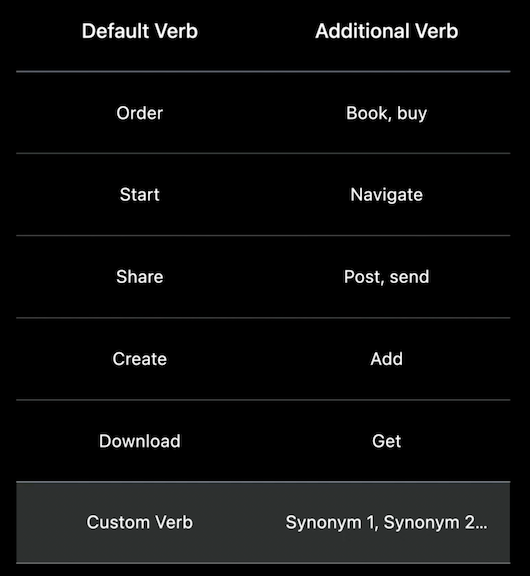 Default Verb Additional Verb
Order Book, buy
Start Navigate
Share Post, send
Create Add
Download Get
Custom Verb Synonym 1, Synonym 2...